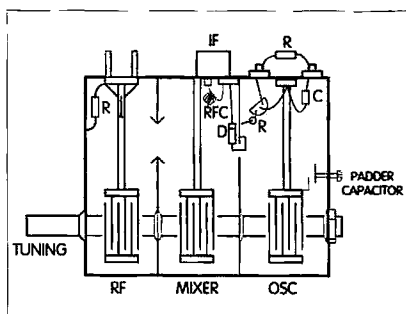 IF
R
R
RFC
C
D
R
PADDER
CAPACITOR
TUNING
RF
MIXER
OSC